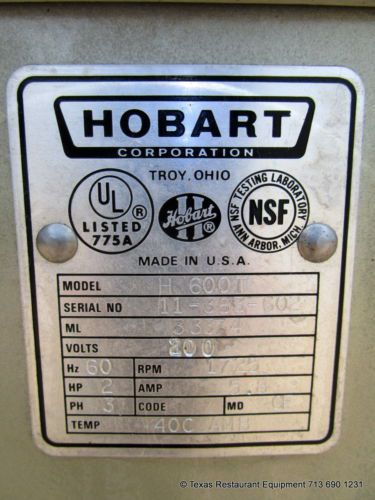 HOBART
CORPORATION
TROY, OHIO
UL ® LISTED 775A
Hobart ®
NSF TESTING LABORATORY NSF ANN ARBOR, MICH.
MADE IN U.S.A.
MODEL H 600T
SERIAL NO
ML
VOLTS 200
Hz 60 RPM 1725
HP 2 AMP
PH 3 CODE MD
TEMP 40C AMB
© Texas Restaurant Equipment 713 690 1231